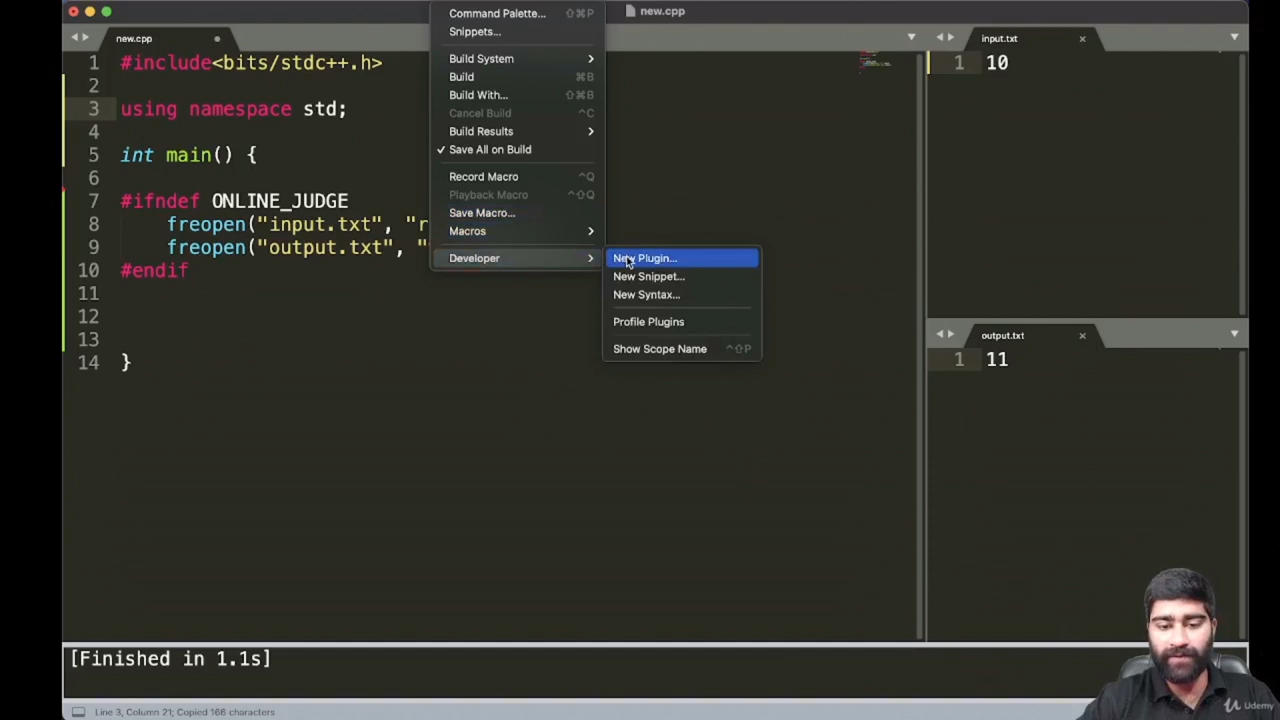 new.cpp
new.cpp
1 #include<bits/stdc++.h>
2
3 using namespace std;
4
5 int main() {
6
7 #ifndef ONLINE_JUDGE
8 freopen("input.txt", "r
9 freopen("output.txt", "
10 #endif
11
12
13
14 }
Command Palette... ⇧⌘P
Snippets...
Build System
Build ⌘B
Build With... ⇧⌘B
Cancel Build ^C
Build Results
✓ Save All on Build
Record Macro ^Q
Playback Macro ^⇧Q
Save Macro...
Macros
Developer
New Plugin...
New Snippet...
New Syntax...
Profile Plugins
Show Scope Name ^⇧P
input.txt
1 10
output.txt
1 11
[Finished in 1.1s]
Line 3, Column 21; Copied 166 characters
Udemy